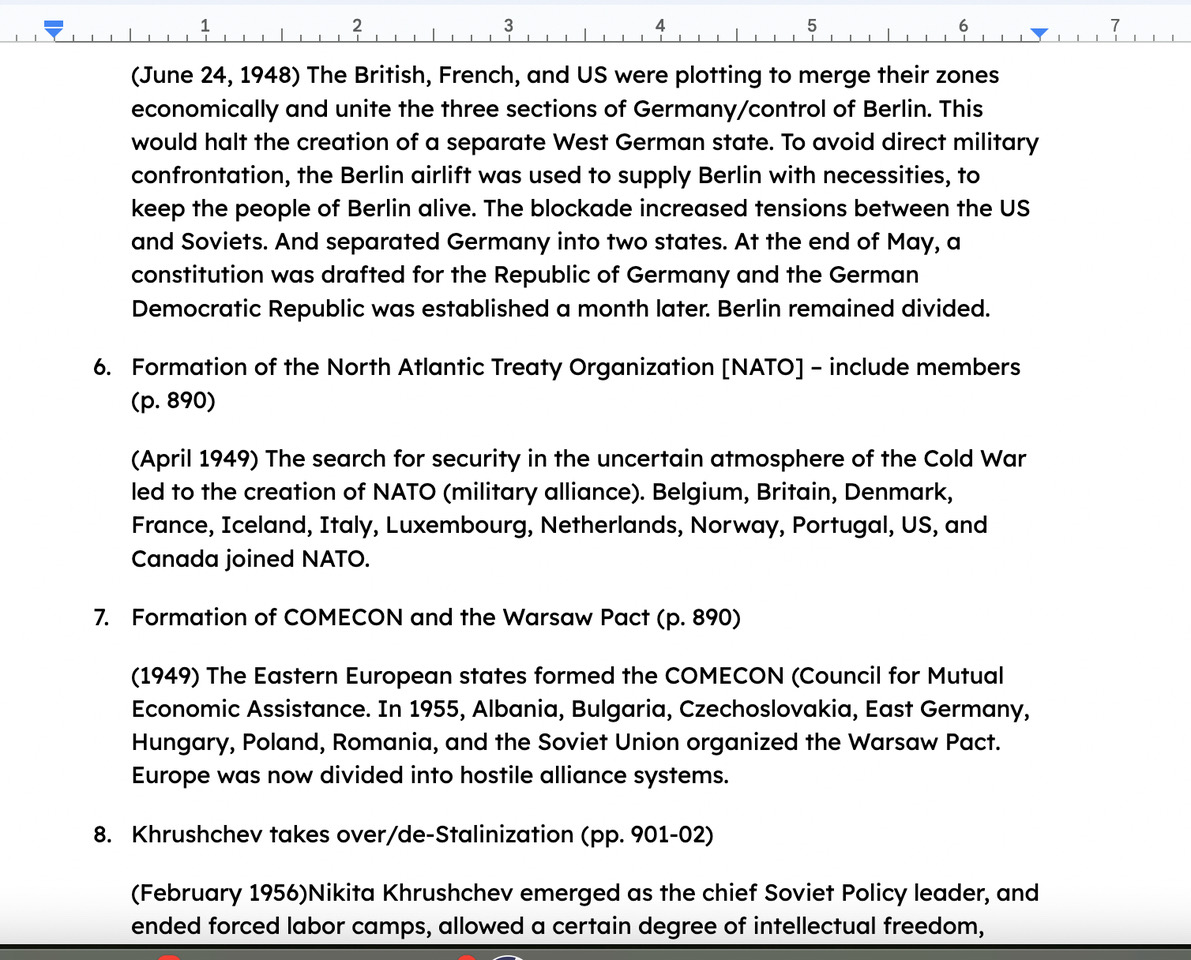 1 2 3 4 5 6 7
(June 24, 1948) The British, French, and US were plotting to merge their zones
economically and unite the three sections of Germany/control of Berlin. This
would halt the creation of a separate West German state. To avoid direct military
confrontation, the Berlin airlift was used to supply Berlin with necessities, to
keep the people of Berlin alive. The blockade increased tensions between the US
and Soviets. And separated Germany into two states. At the end of May, a
constitution was drafted for the Republic of Germany and the German
Democratic Republic was established a month later. Berlin remained divided.
6. Formation of the North Atlantic Treaty Organization [NATO] – include members
(p. 890)
(April 1949) The search for security in the uncertain atmosphere of the Cold War
led to the creation of NATO (military alliance). Belgium, Britain, Denmark,
France, Iceland, Italy, Luxembourg, Netherlands, Norway, Portugal, US, and
Canada joined NATO.
7. Formation of COMECON and the Warsaw Pact (p. 890)
(1949) The Eastern European states formed the COMECON (Council for Mutual
Economic Assistance. In 1955, Albania, Bulgaria, Czechoslovakia, East Germany,
Hungary, Poland, Romania, and the Soviet Union organized the Warsaw Pact.
Europe was now divided into hostile alliance systems.
8. Khrushchev takes over/de-Stalinization (pp. 901-02)
(February 1956)Nikita Khrushchev emerged as the chief Soviet Policy leader, and
ended forced labor camps, allowed a certain degree of intellectual freedom,